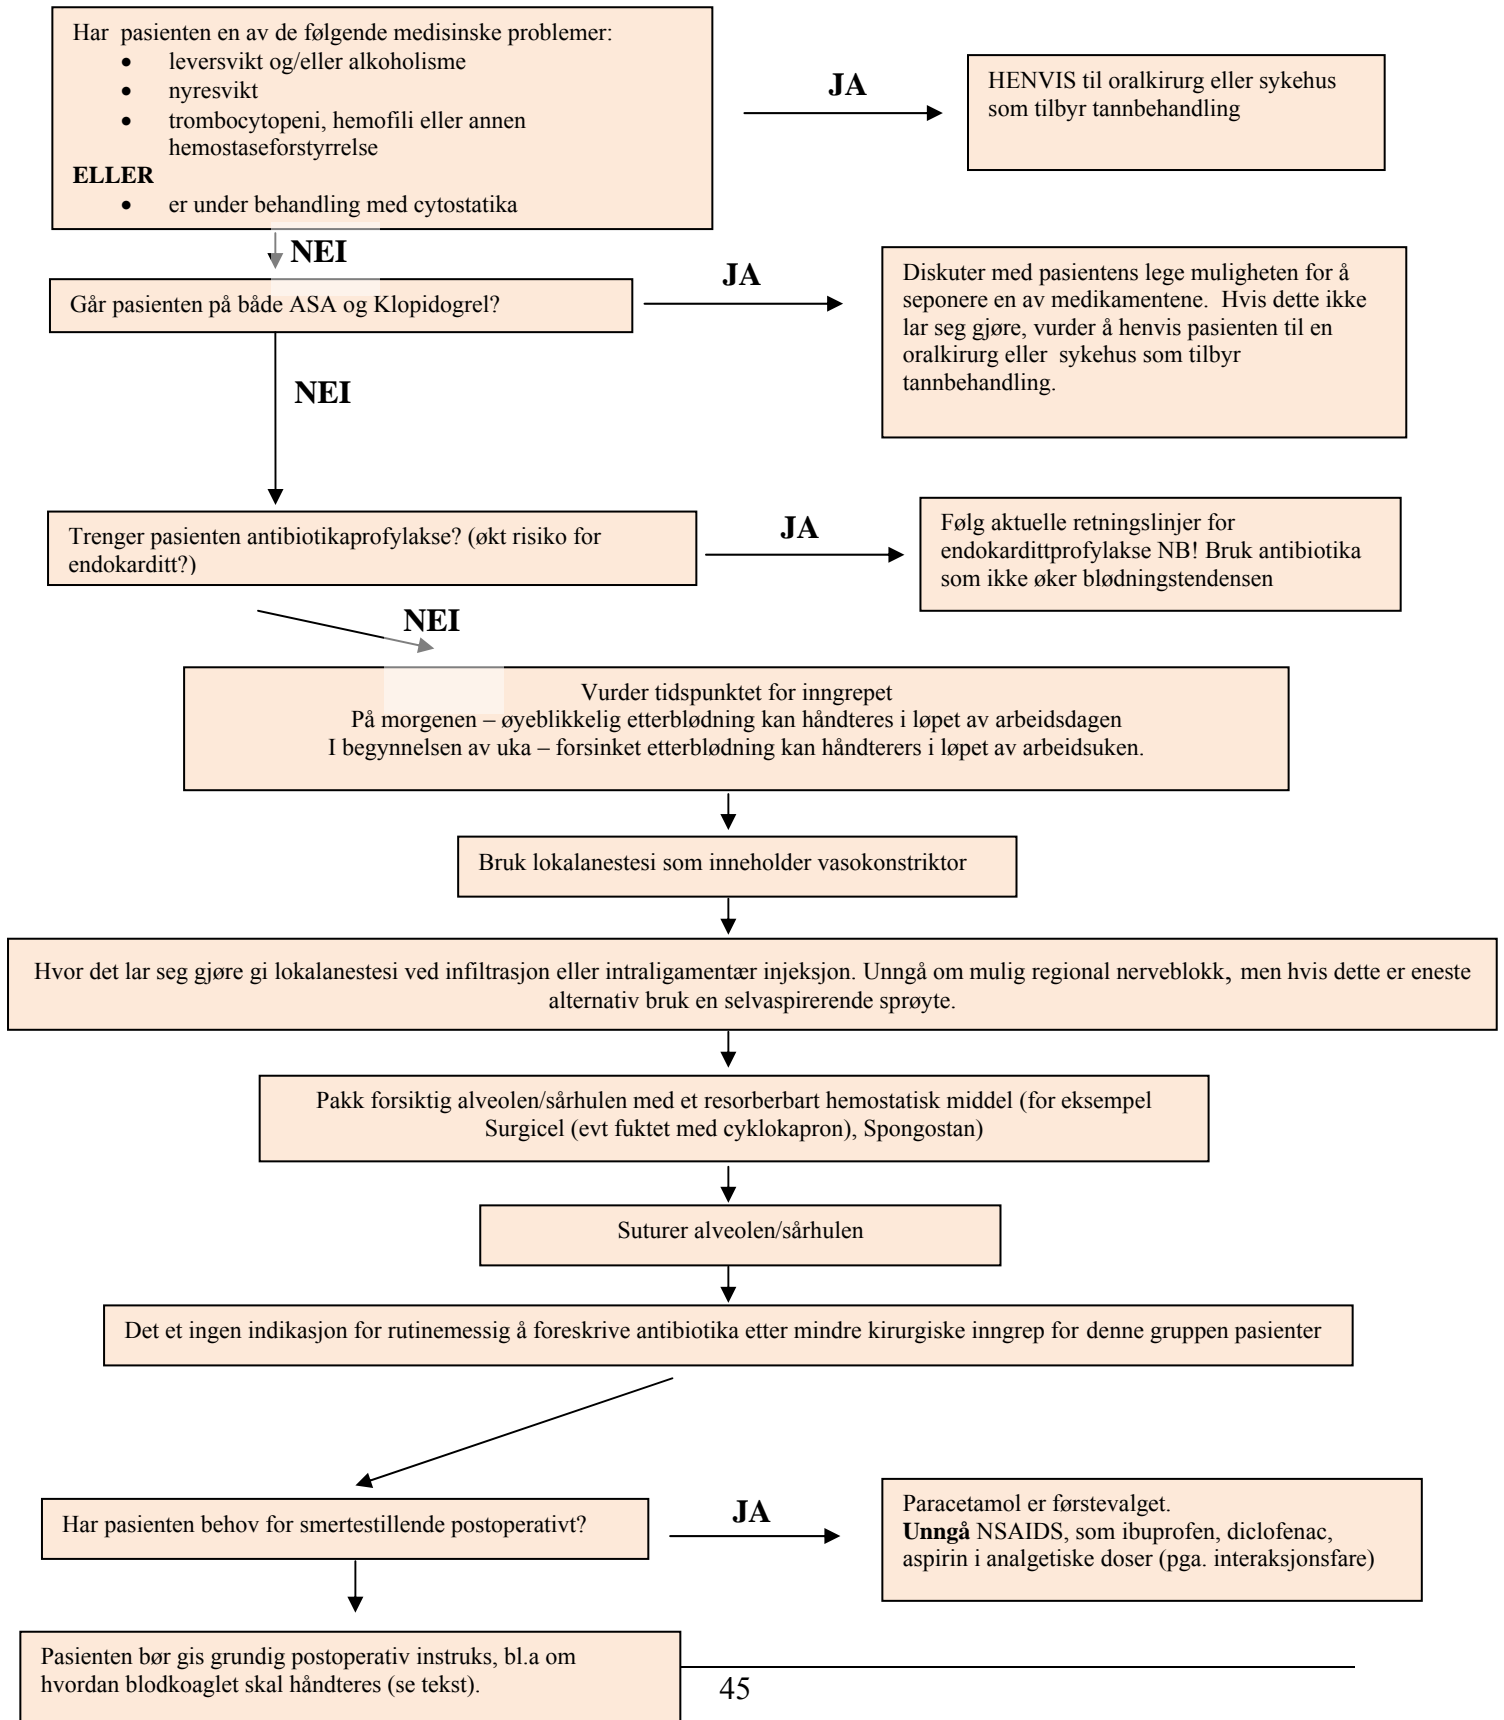 Har pasienten en av de følgende medisinske problemer:
• leversvikt og/eller alkoholisme
• nyresvikt
• trombocytopeni, hemofili eller annen
hemostaseforstyrrelse
ELLER
• er under behandling med cytostatika
JA
HENVIS til oralkirurg eller sykehus
som tilbyr tannbehandling
NEI
Går pasienten på både ASA og Klopidogrel?
JA
Diskuter med pasientens lege muligheten for å
seponere en av medikamentene. Hvis dette ikke
lar seg gjøre, vurder å henvis pasienten til en
oralkirurg eller sykehus som tilbyr
tannbehandling.
NEI
Trenger pasienten antibiotikaprofylakse? (økt risiko for
endokarditt?)
JA
Følg aktuelle retningslinjer for
endokardittprofylakse NB! Bruk antibiotika
som ikke øker blødningstendensen
NEI
Vurder tidspunktet for inngrepet
På morgenen – øyeblikkelig etterblødning kan håndteres i løpet av arbeidsdagen
I begynnelsen av uka – forsinket etterblødning kan håndterers i løpet av arbeidsuken.
Bruk lokalanestesi som inneholder vasokonstriktor
Hvor det lar seg gjøre gi lokalanestesi ved infiltrasjon eller intraligamentær injeksjon. Unngå om mulig regional nerveblokk, men hvis dette er eneste
alternativ bruk en selvaspirerende sprøyte.
Pakk forsiktig alveolen/sårhulen med et resorberbart hemostatisk middel (for eksempel
Surgicel (evt fuktet med cyklokapron), Spongostan)
Suturer alveolen/sårhulen
Det et ingen indikasjon for rutinemessig å foreskrive antibiotika etter mindre kirurgiske inngrep for denne gruppen pasienter
Har pasienten behov for smertestillende postoperativt?
JA
Paracetamol er førstevalget.
Unngå NSAIDS, som ibuprofen, diclofenac,
aspirin i analgetiske doser (pga. interaksjonsfare)
Pasienten bør gis grundig postoperativ instruks, bl.a om
hvordan blodkoaglet skal håndteres (se tekst).
45